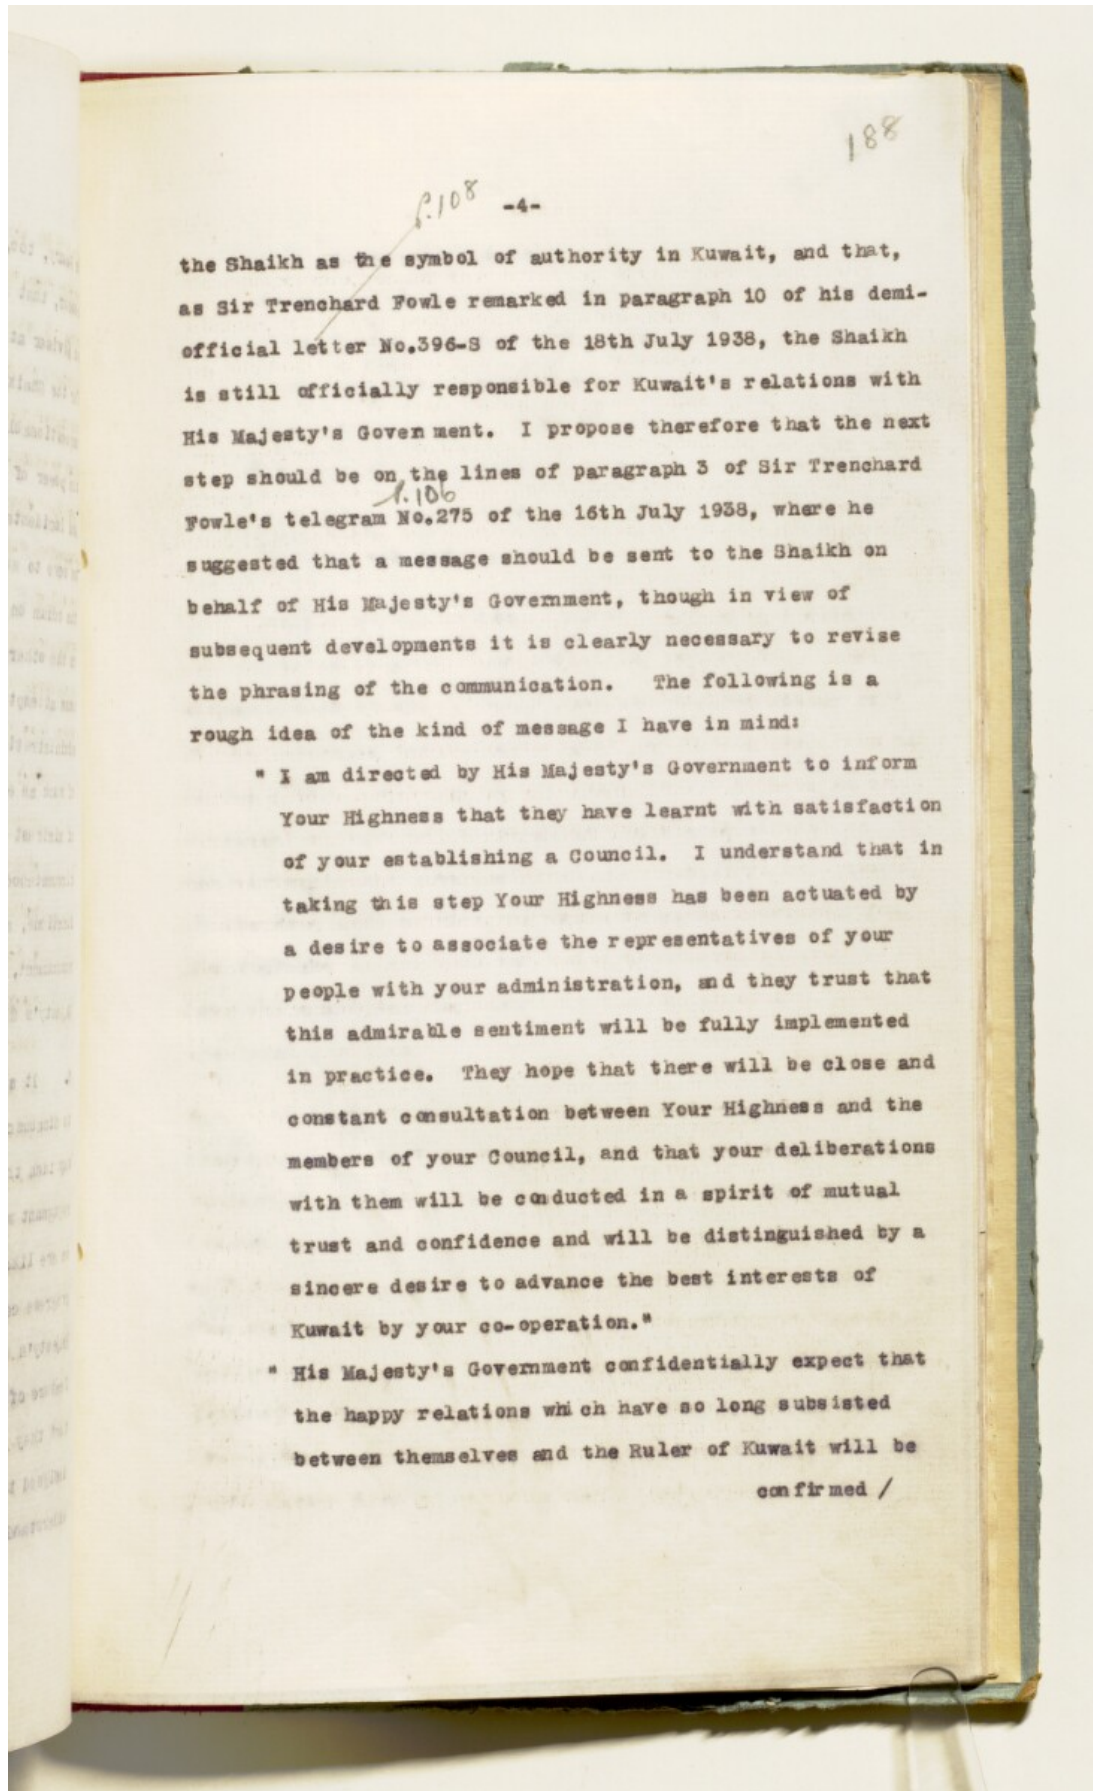 188
p.108
-4-
the Shaikh as the symbol of authority in Kuwait, and that,
as Sir Trenchard Fowle remarked in paragraph 10 of his demi-
official letter No.396-S of the 18th July 1938, the Shaikh
is still officially responsible for Kuwait's relations with
His Majesty's Government. I propose therefore that the next
step should be on the lines of paragraph 3 of Sir Trenchard
p.106
Fowle's telegram No.275 of the 16th July 1938, where he
suggested that a message should be sent to the Shaikh on
behalf of His Majesty's Government, though in view of
subsequent developments it is clearly necessary to revise
the phrasing of the communication. The following is a
rough idea of the kind of message I have in mind:
" I am directed by His Majesty's Government to inform
Your Highness that they have learnt with satisfaction
of your establishing a Council. I understand that in
taking this step Your Highness has been actuated by
a desire to associate the representatives of your
people with your administration, and they trust that
this admirable sentiment will be fully implemented
in practice. They hope that there will be close and
constant consultation between Your Highness and the
members of your Council, and that your deliberations
with them will be conducted in a spirit of mutual
trust and confidence and will be distinguished by a
sincere desire to advance the best interests of
Kuwait by your co-operation."
" His Majesty's Government confidentially expect that
the happy relations which have so long subsisted
between themselves and the Ruler of Kuwait will be
confirmed /